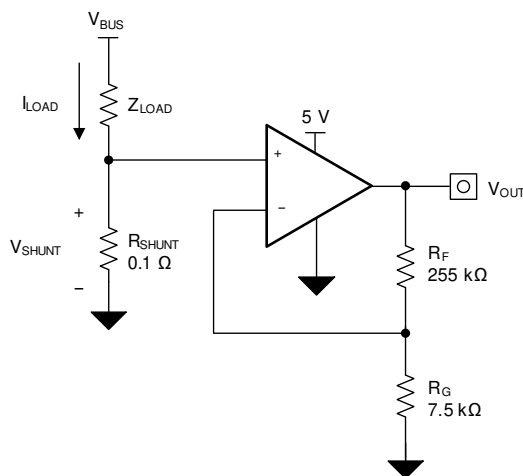 VBUS
ILOAD
ZLOAD
5 V
+
−
VOUT
+
VSHUNT
−
RSHUNT
0.1 Ω
RF
255 kΩ
RG
7.5 kΩ